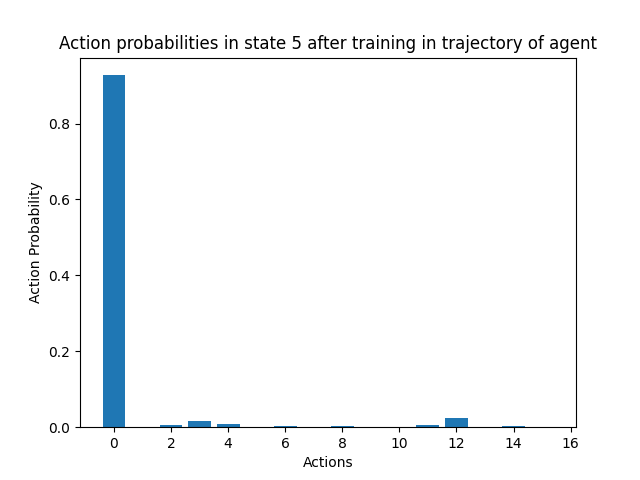 Action probabilities in state 5 after training in trajectory of agent
Action Probability
0.8
0.6
0.4
0.2
0.0
0 2 4 6 8 10 12 14 16
Actions